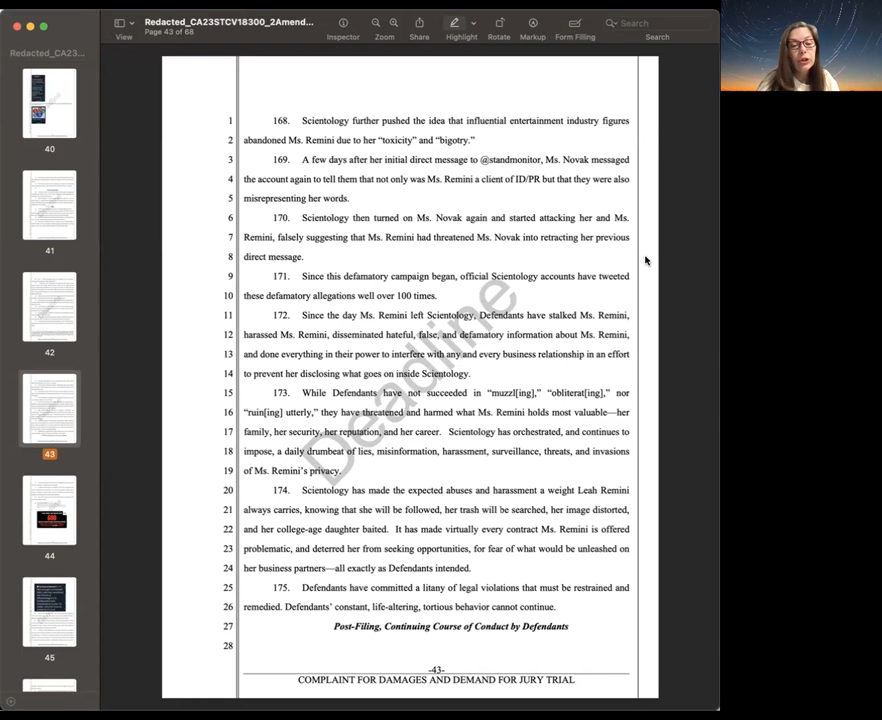 Redacted_CA23STCV18300_2Amend...
Page 43 of 68
View
Inspector
Zoom
Share
Highlight
Rotate
Markup
Form Filling
Search
Search
Redacted_CA23...
40
41
42
43
44
45
1 168. Scientology further pushed the idea that influential entertainment industry figures
2 abandoned Ms. Remini due to her “toxicity” and “bigotry.”
3 169. A few days after her initial direct message to @standmonitor, Ms. Novak messaged
4 the account again to tell them that not only was Ms. Remini a client of ID/PR but that they were also
5 misrepresenting her words.
6 170. Scientology then turned on Ms. Novak again and started attacking her and Ms.
7 Remini, falsely suggesting that Ms. Remini had threatened Ms. Novak into retracting her previous
8 direct message.
9 171. Since this defamatory campaign began, official Scientology accounts have tweeted
10 these defamatory allegations well over 100 times.
11 172. Since the day Ms. Remini left Scientology, Defendants have stalked Ms. Remini,
12 harassed Ms. Remini, disseminated hateful, false, and defamatory information about Ms. Remini,
13 and done everything in their power to interfere with any and every business relationship in an effort
14 to prevent her disclosing what goes on inside Scientology.
15 173. While Defendants have not succeeded in “muzzl[ing],” “obliterat[ing],” nor
16 “ruin[ing] utterly,” they have threatened and harmed what Ms. Remini holds most valuable—her
17 family, her security, her reputation, and her career. Scientology has orchestrated, and continues to
18 impose, a daily drumbeat of lies, misinformation, harassment, surveillance, threats, and invasions
19 of Ms. Remini’s privacy.
20 174. Scientology has made the expected abuses and harassment a weight Leah Remini
21 always carries, knowing that she will be followed, her trash will be searched, her image distorted,
22 and her college-age daughter baited. It has made virtually every contract Ms. Remini is offered
23 problematic, and deterred her from seeking opportunities, for fear of what would be unleashed on
24 her business partners—all exactly as Defendants intended.
25 175. Defendants have committed a litany of legal violations that must be restrained and
26 remedied. Defendants’ constant, life-altering, tortious behavior cannot continue.
27 Post-Filing, Continuing Course of Conduct by Defendants
28
Deadline
-43-
COMPLAINT FOR DAMAGES AND DEMAND FOR JURY TRIAL